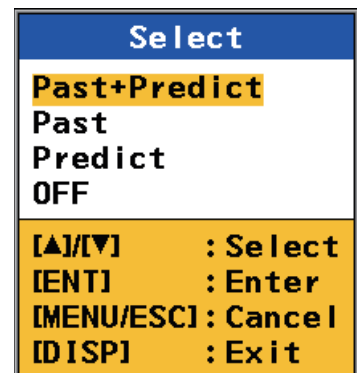 Select
Past+Predict
Past
Predict
OFF
[▲]/[▼] :Select
[ENT] :Enter
[MENU/ESC]:Cancel
[DISP] :Exit